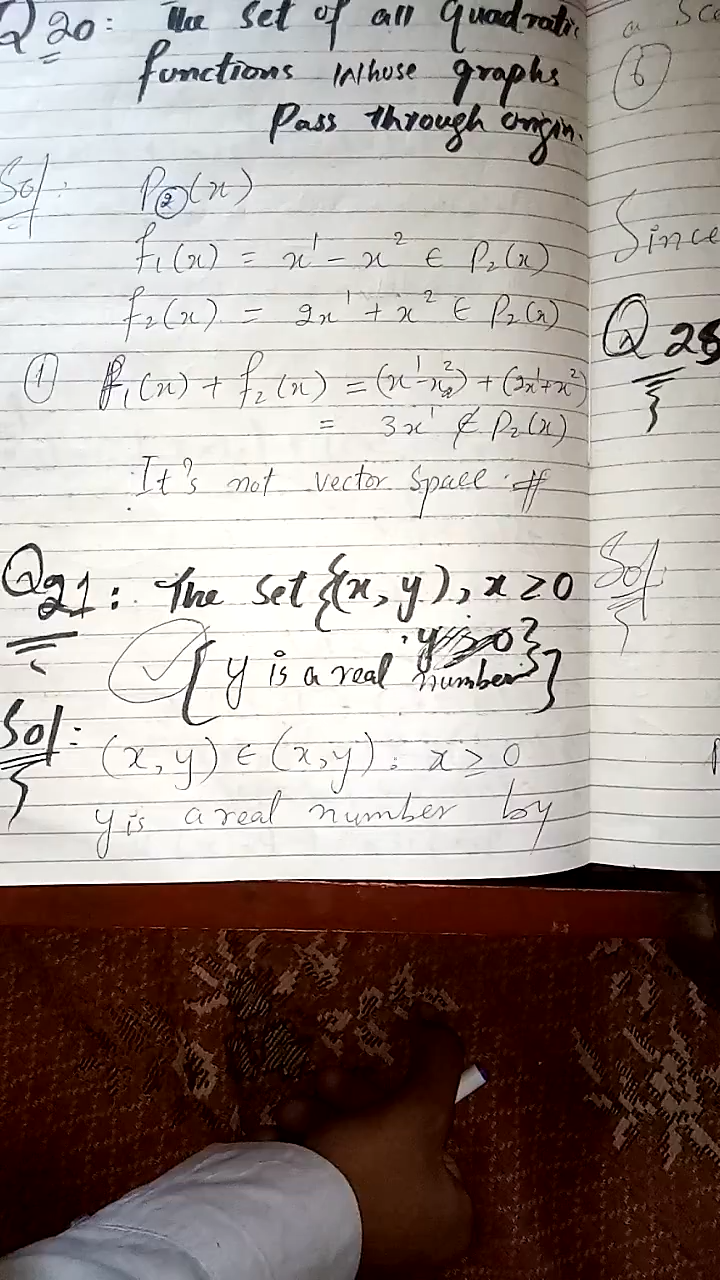 Q20: The set of all Quadratic
functions whose graphs
Pass through origin.
Sol: P₂(x)
f₁(x) = x¹ - x² ∈ P₂(x)
f₂(x) = 2x¹ + x² ∈ P₂(x)
① f₁(x) + f₂(x) = (x¹-x²) + (2x¹+x²)
= 3x¹ ∉ P₂(x)
It's not vector space #
Q21: The set {(x, y), x ≥ 0
[y is a real number}
Sol: (x, y) ∈ (x, y): x ≥ 0
y is a real number by
a
6
Since
Q 28
Sol: